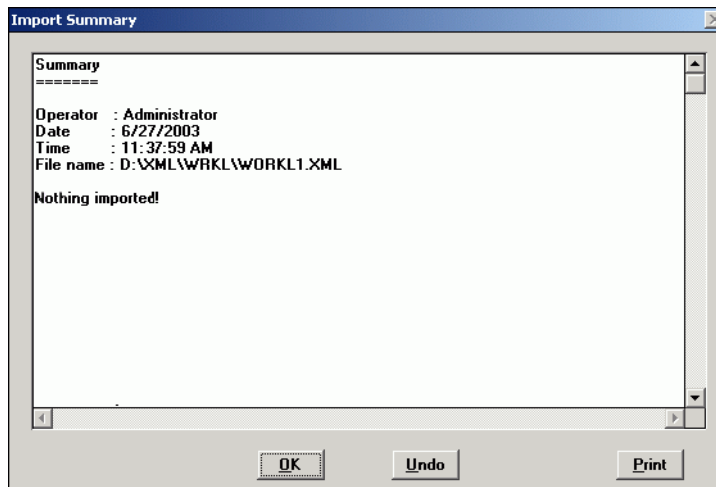 Import Summary
Summary
=======
Operator : Administrator
Date : 6/27/2003
Time : 11:37:59 AM
File name : D:\XML\WRKL\WORKL1.XML
Nothing imported!
OK Undo Print